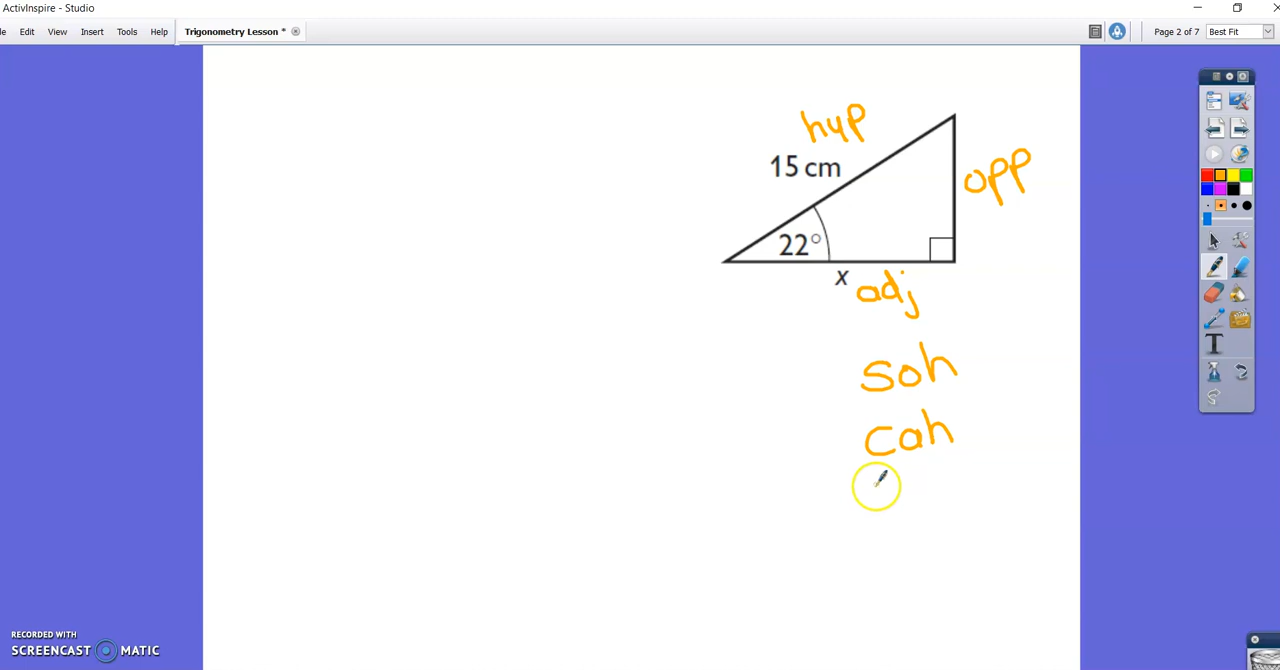 ActivInspire - Studio
le Edit View Insert Tools Help Trigonometry Lesson * Page 2 of 7 Best Fit
hyp
15 cm
opp
22°
x
adj
Soh
Cah
T
RECORDED WITH
SCREENCAST MATIC